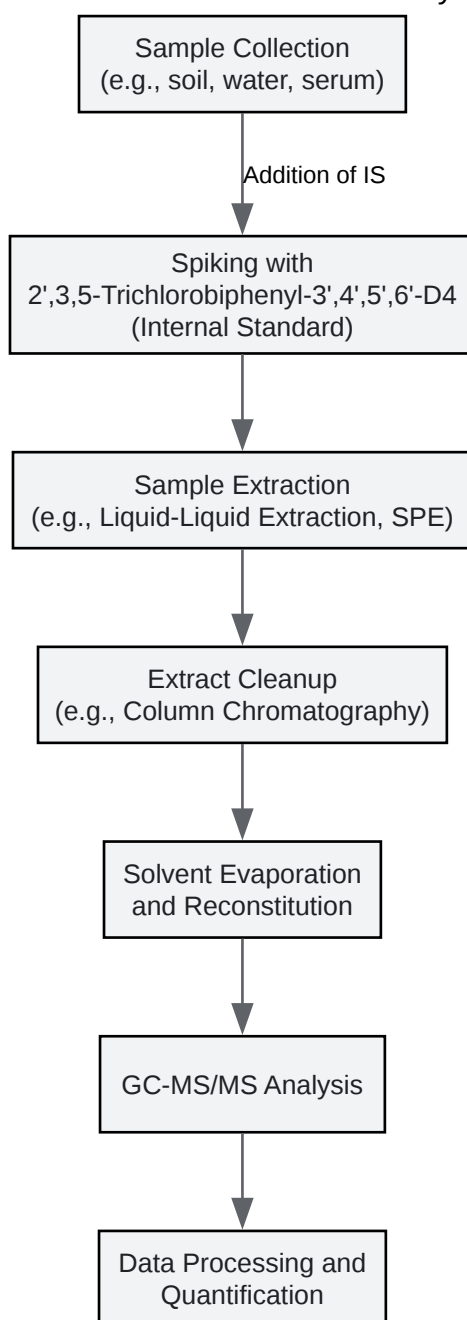 Sample Collection
(e.g., soil, water, serum)
Addition of IS
Spiking with
2',3,5-Trichlorobiphenyl-3',4',5',6'-D4
(Internal Standard)
Sample Extraction
(e.g., Liquid-Liquid Extraction, SPE)
Extract Cleanup
(e.g., Column Chromatography)
Solvent Evaporation
and Reconstitution
GC-MS/MS Analysis
Data Processing and
Quantification